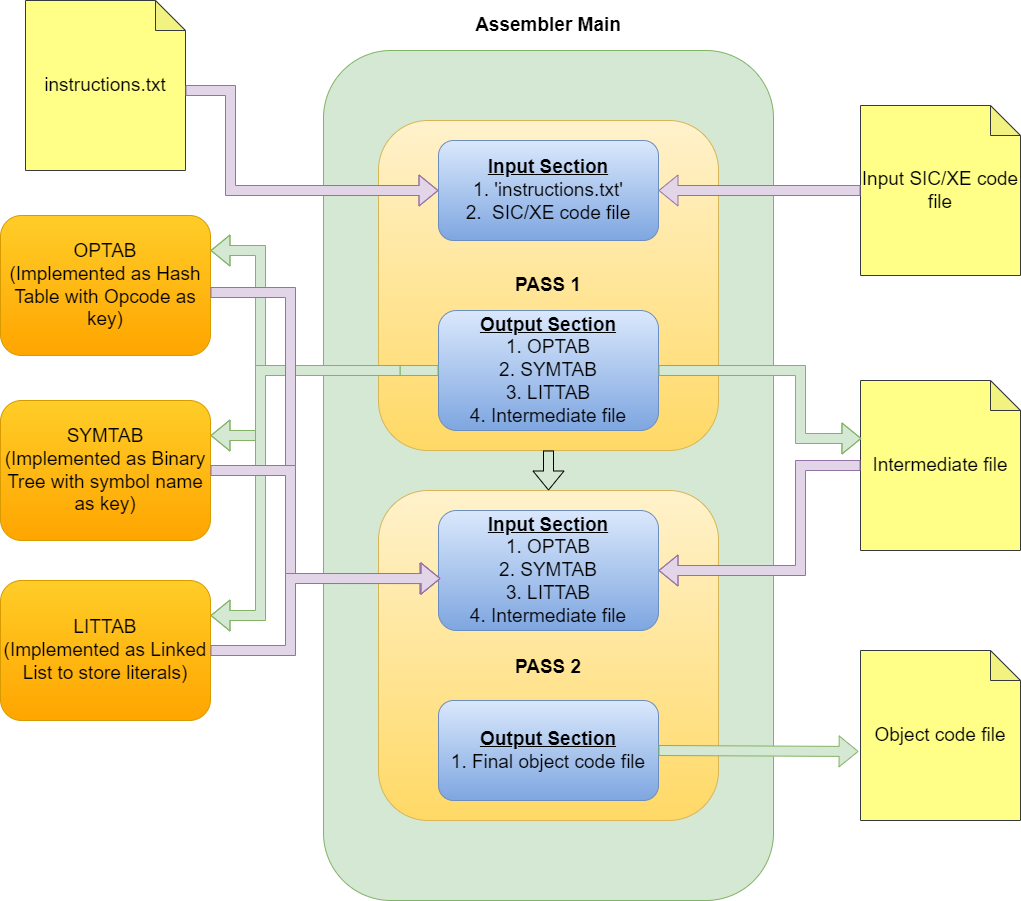 Assembler Main
instructions.txt
Input Section
1. 'instructions.txt'
2. SIC/XE code file
Input SIC/XE code
file
OPTAB
(Implemented as Hash
Table with Opcode as
key)
PASS 1
Output Section
1. OPTAB
2. SYMTAB
3. LITTAB
4. Intermediate file
SYMTAB
(Implemented as Binary
Tree with symbol name
as key)
Intermediate file
Input Section
1. OPTAB
2. SYMTAB
3. LITTAB
4. Intermediate file
LITTAB
(Implemented as Linked
List to store literals)
PASS 2
Output Section
1. Final object code file
Object code file